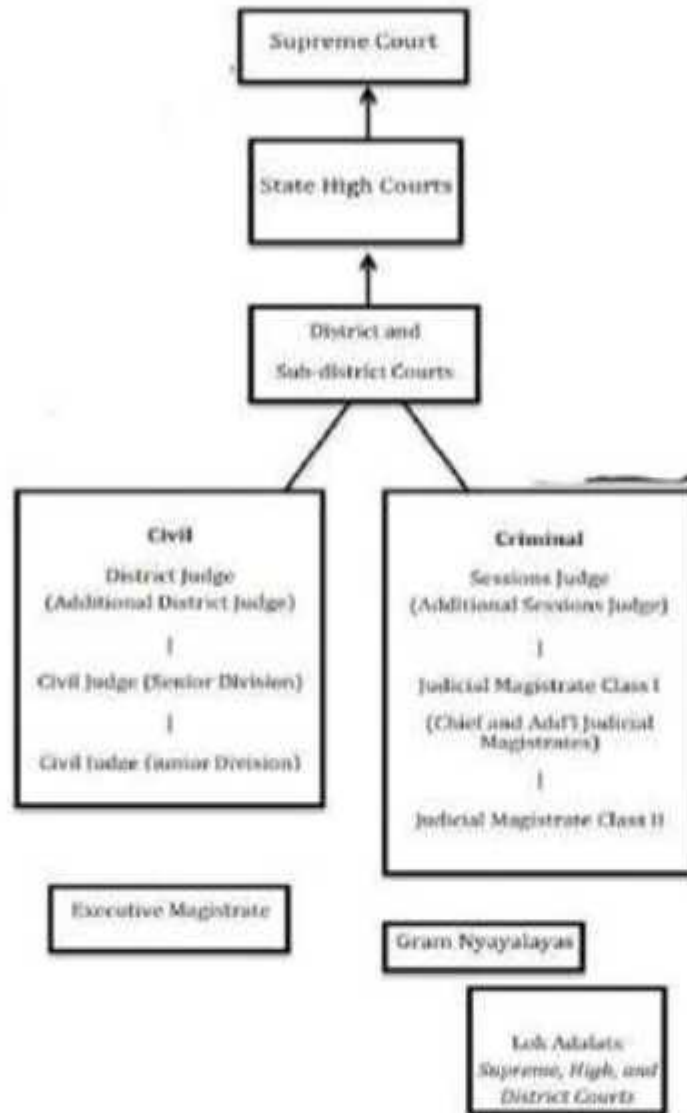 Supreme Court
State High Courts
District and
Sub-district Courts
Civil
District Judge
(Additional District Judge)
|
Civil Judge (Senior Division)
|
Civil Judge (Junior Division)
Criminal
Sessions Judge
(Additional Sessions Judge)
|
Judicial Magistrate Class I
(Chief and Add'l Judicial
Magistrates)
|
Judicial Magistrate Class II
Executive Magistrate
Gram Nyayalayas
Lok Adalats:
Supreme, High, and
District Courts